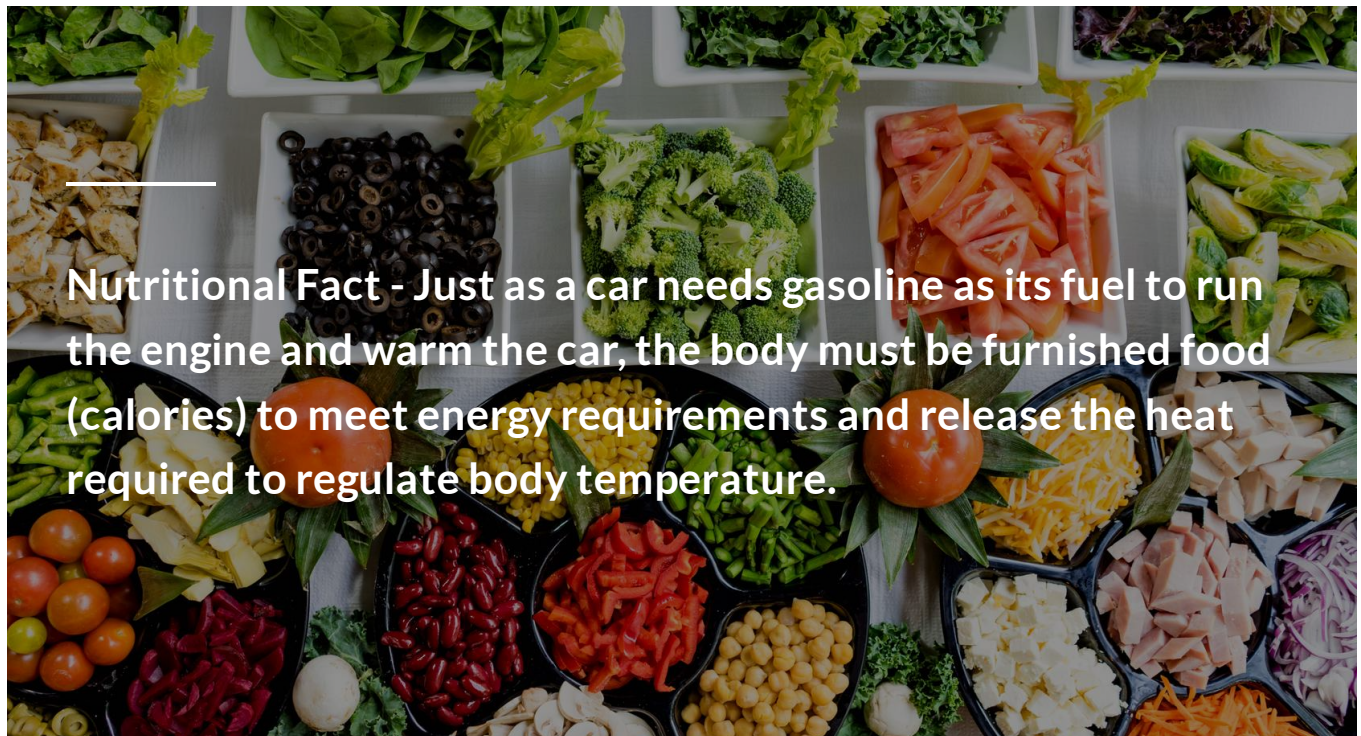 Nutritional Fact - Just as a car needs gasoline as its fuel to run
the engine and warm the car, the body must be furnished food
(calories) to meet energy requirements and release the heat
required to regulate body temperature.